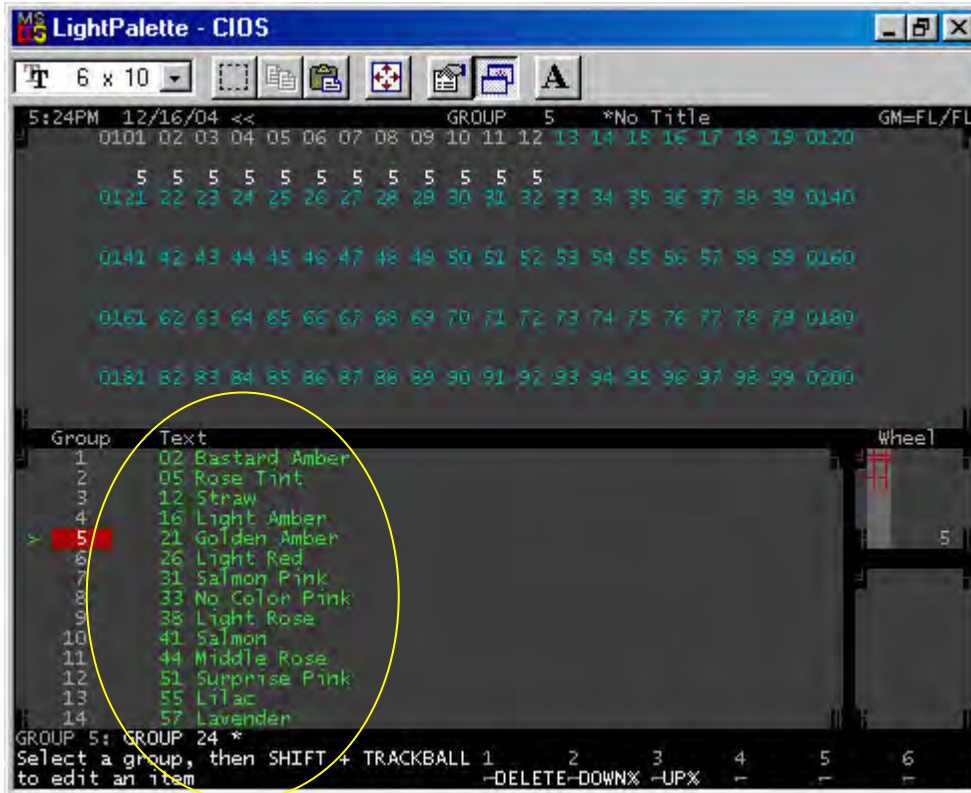 LightPalette - CIOS
6 x 10
A
5:24PM 12/16/04 << GROUP 5 *No Title GM=FL/FL
0101 02 03 04 05 06 07 08 09 10 11 12 13 14 15 16 17 18 19 0120
5 5 5 5 5 5 5 5 5 5 5 5
0121 22 23 24 25 26 27 28 29 30 31 32 33 34 35 36 37 38 39 0140
0141 42 43 44 45 46 47 48 49 50 51 52 53 54 55 56 57 58 59 0160
0161 62 63 64 65 66 67 68 69 70 71 72 73 74 75 76 77 78 79 0180
0181 82 83 84 85 86 87 88 89 90 91 92 93 94 95 96 97 98 99 0200
Group Text Wheel
1 02 Bastard Amber
2 05 Rose Tint
3 12 Straw
4 16 Light Amber
> 5 21 Golden Amber 5
6 26 Light Red
7 31 Salmon Pink
8 33 No Color Pink
9 38 Light Rose
10 41 Salmon
11 44 Middle Rose
12 51 Surprise Pink
13 55 Lilac
14 57 Lavender
GROUP 5: GROUP 24 *
Select a group, then SHIFT + TRACKBALL 1 2 3 4 5 6
to edit an item DELETE DOWN% UP%